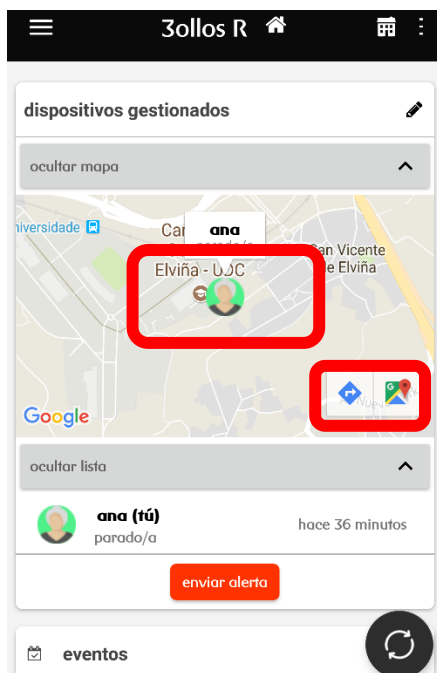 3ollos R
dispositivos gestionados
ocultar mapa
ana
San Vicente
de Elviña
Elviña - UDC
Google
ocultar lista
ana (tú)
parado/a
hace 36 minutos
enviar alerta
eventos